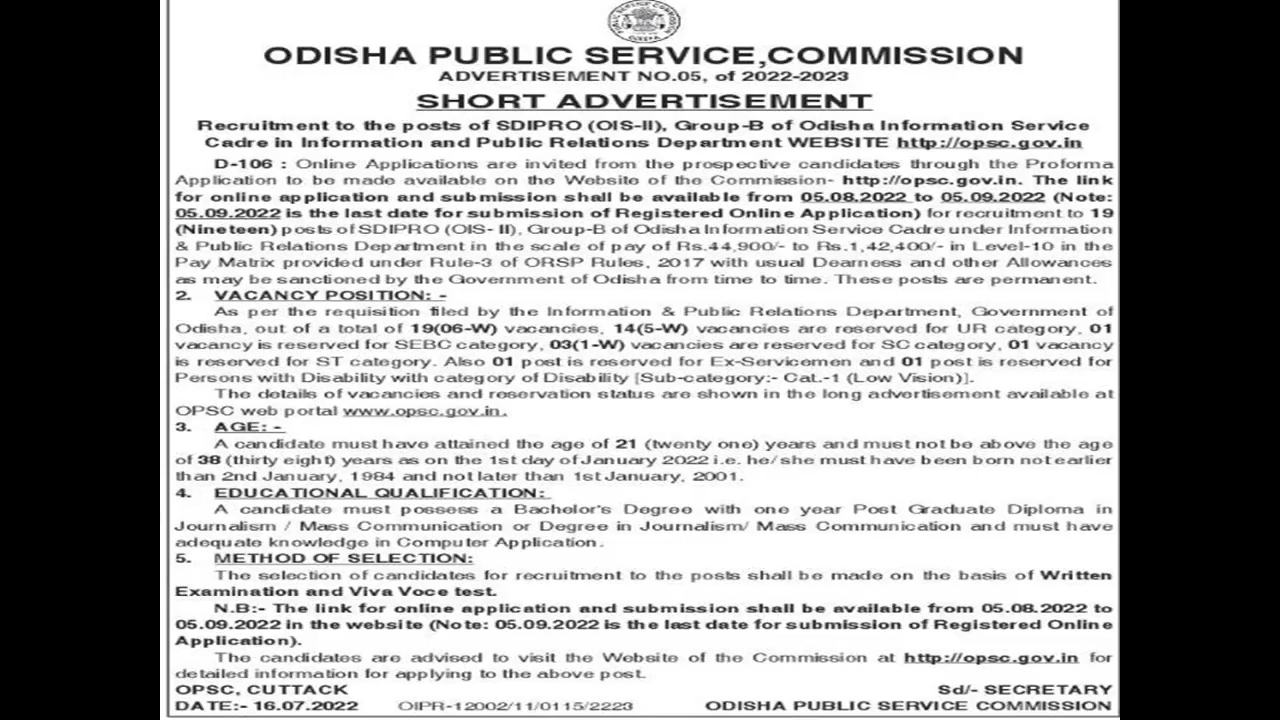 ODISHA PUBLIC SERVICE,COMMISSION
ADVERTISEMENT NO.05, of 2022-2023
SHORT ADVERTISEMENT
Recruitment to the posts of SDIPRO (OIS-II), Group-B of Odisha Information Service
Cadre in Information and Public Relations Department WEBSITE http://opsc.gov.in
D-106 : Online Applications are invited from the prospective candidates through the Proforma
Application to be made available on the Website of the Commission- http://opsc.gov.in. The link
for online application and submission shall be available from 05.08.2022 to 05.09.2022 (Note:
05.09.2022 is the last date for submission of Registered Online Application) for recruitment to 19
(Nineteen) posts of SDIPRO (OIS- II), Group-B of Odisha Information Service Cadre under Information
& Public Relations Department in the scale of pay of Rs.44,900/- to Rs.1,42,400/- in Level-10 in the
Pay Matrix provided under Rule-3 of ORSP Rules, 2017 with usual Dearness and other Allowances
as may be sanctioned by the Government of Odisha from time to time. These posts are permanent.
2. VACANCY POSITION: -
As per the requisition filed by the Information & Public Relations Department, Government of
Odisha, out of a total of 19(06-W) vacancies, 14(5-W) vacancies are reserved for UR category, 01
vacancy is reserved for SEBC category, 03(1-W) vacancies are reserved for SC category, 01 vacancy
is reserved for ST category. Also 01 post is reserved for Ex-Servicemen and 01 post is reserved for
Persons with Disability with category of Disability [Sub-category:- Cat.-1 (Low Vision)].
The details of vacancies and reservation status are shown in the long advertisement available at
OPSC web portal www.opsc.gov.in.
3. AGE: -
A candidate must have attained the age of 21 (twenty one) years and must not be above the age
of 38 (thirty eight) years as on the 1st day of January 2022 i.e. he/she must have been born not earlier
than 2nd January, 1984 and not later than 1st January, 2001.
4. EDUCATIONAL QUALIFICATION:
A candidate must possess a Bachelor's Degree with one year Post Graduate Diploma in
Journalism / Mass Communication or Degree in Journalism/ Mass Communication and must have
adequate knowledge in Computer Application.
5. METHOD OF SELECTION:
The selection of candidates for recruitment to the posts shall be made on the basis of Written
Examination and Viva Voce test.
N.B:- The link for online application and submission shall be available from 05.08.2022 to
05.09.2022 in the website (Note: 05.09.2022 is the last date for submission of Registered Online
Application).
The candidates are advised to visit the Website of the Commission at http://opsc.gov.in for
detailed information for applying to the above post.
OPSC, CUTTACK Sd/- SECRETARY
DATE:- 16.07.2022 OIPR-12002/11/0115/2223 ODISHA PUBLIC SERVICE COMMISSION